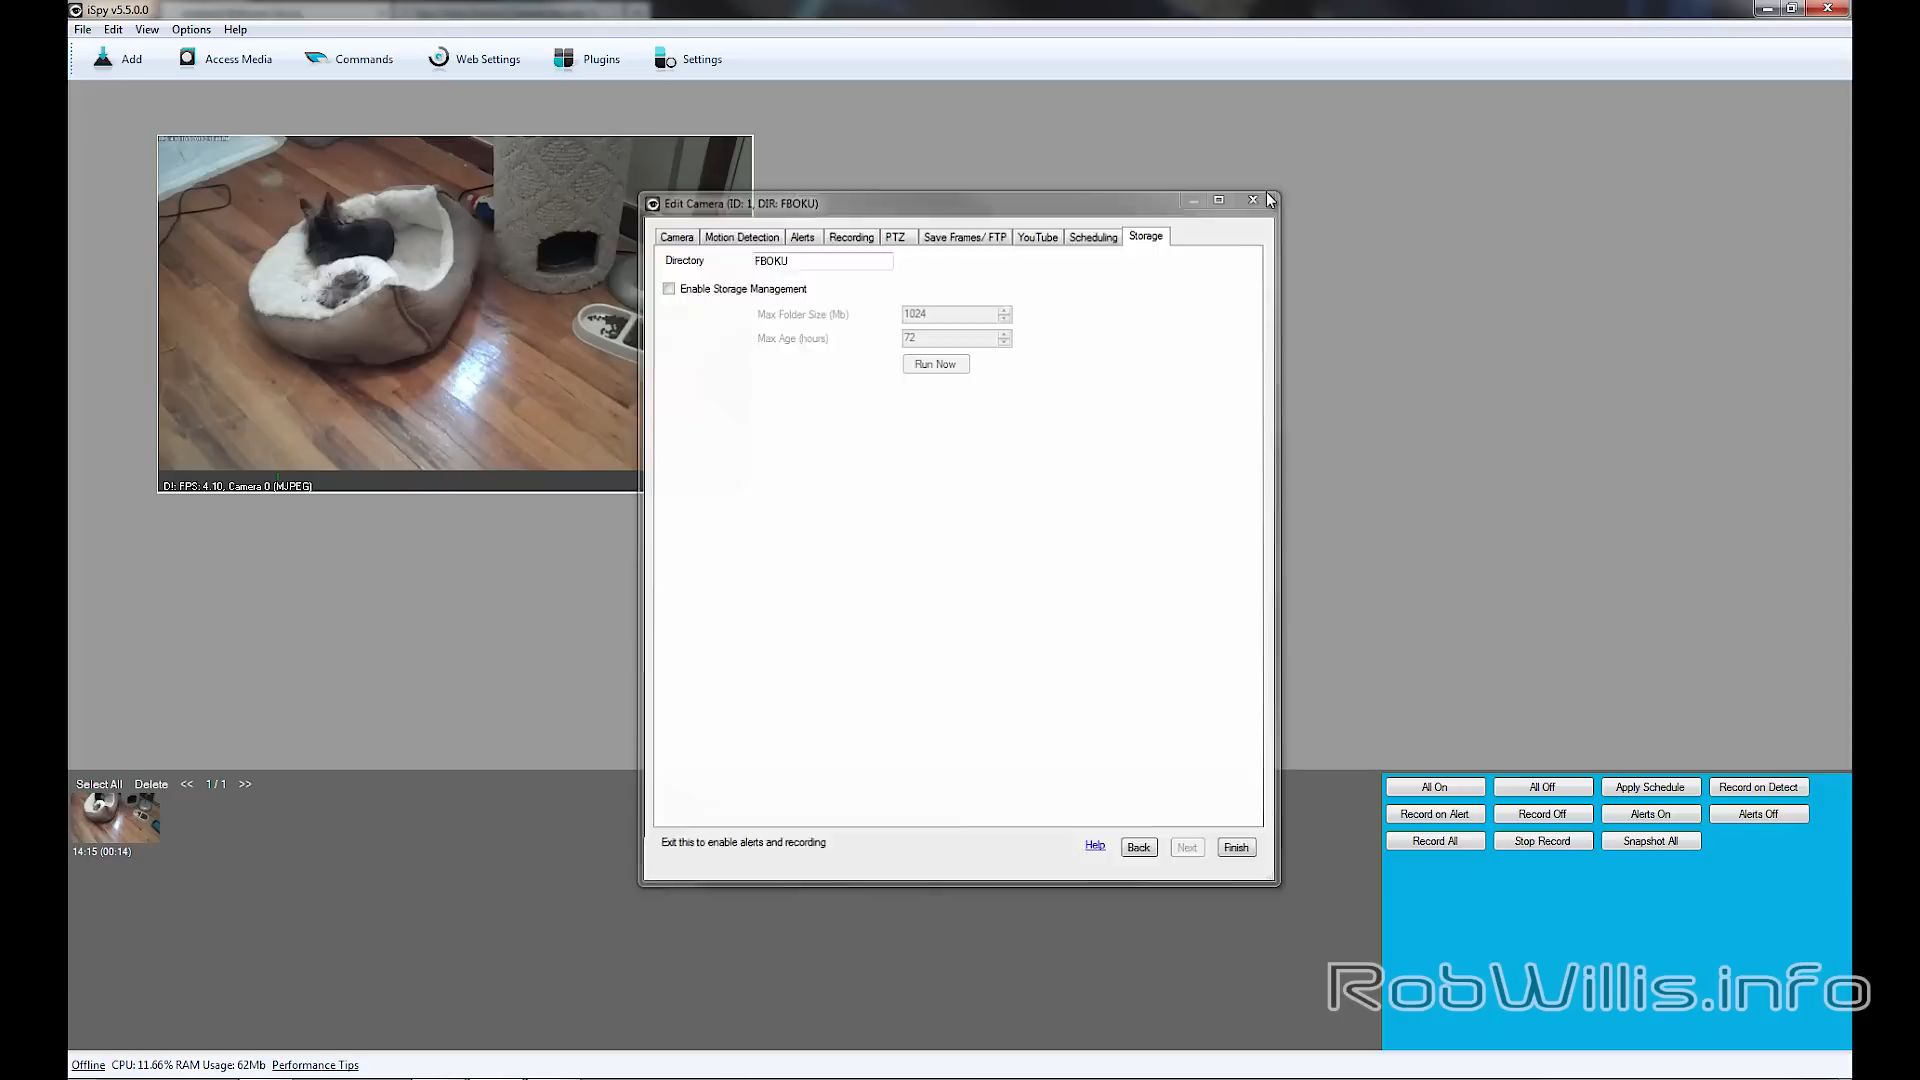 iSpy v5.5.0.0
File Edit View Options Help
Add Access Media Commands Web Settings Plugins Settings
Edit Camera (ID: 1, DIR: FBOKU)
Camera Motion Detection Alerts Recording PTZ Save Frames/ FTP YouTube Scheduling Storage
Directory FBOKU
Enable Storage Management
Max Folder Size (Mb) 1024
Max Age (hours) 72
Run Now
D!: FPS: 4.10, Camera 0 (MJPEG)
Exit this to enable alerts and recording
Help Back Next Finish
Select All Delete << 1 / 1 >>
14:15 (00:14)
All On All Off Apply Schedule Record on Detect
Record on Alert Record Off Alerts On Alerts Off
Record All Stop Record Snapshot All
RobWillis.info
Offline CPU: 11.66% RAM Usage: 62Mb Performance Tips